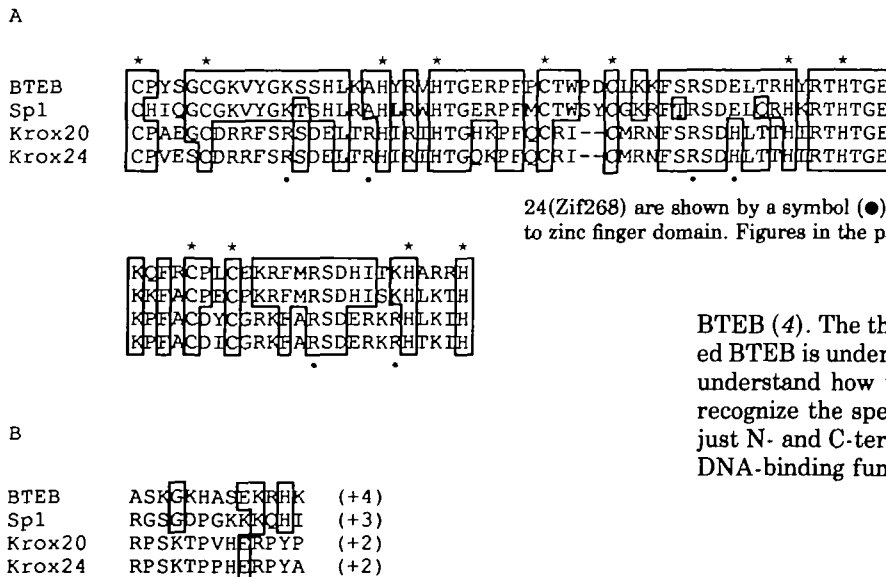 A
* * * * * * * *
BTEB CPYSGCGKVYGKSSHLKAHYRVHTGERPFPCTWPDCLKKFSRSDELTRHYRTHTGE
Sp1 CHIQGCGKVYGKTSHLRAHLRWHTGERPFMCTWSYCGKRFTRSDELQRHKRTHTGE
Krox20 CPAEGCDRRFSRSDELTRHIRIHTGHKPFQCRI--CMRNFSRSDHLTTHIRTHTGE
Krox24 CPVESCDRRFSRSDELTRHIRIHTGQKPFQCRI--CMRNFSRSDHLTTHIRTHTGE
• • • •
24(Zif268) are shown by a symbol (●)
to zinc finger domain. Figures in the p
* * * *
KQFRCPLCEKRFMRSDHITKHARRH
KKFACPECPKRFMRSDHISKHLKTH
KPFACDYCGRKFARSDERKRHLKIH
KPFACDICGRKFARSDERKRHTKIH
• •
BTEB (4). The th
ed BTEB is under
understand how
recognize the spe
just N- and C-ter
DNA-binding fun
B
BTEB ASKGKHASEKRHK (+4)
Sp1 RGSGDPGKKKQHI (+3)
Krox20 RPSKTPVHERPYP (+2)
Krox24 RPSKTPPHERPYA (+2)